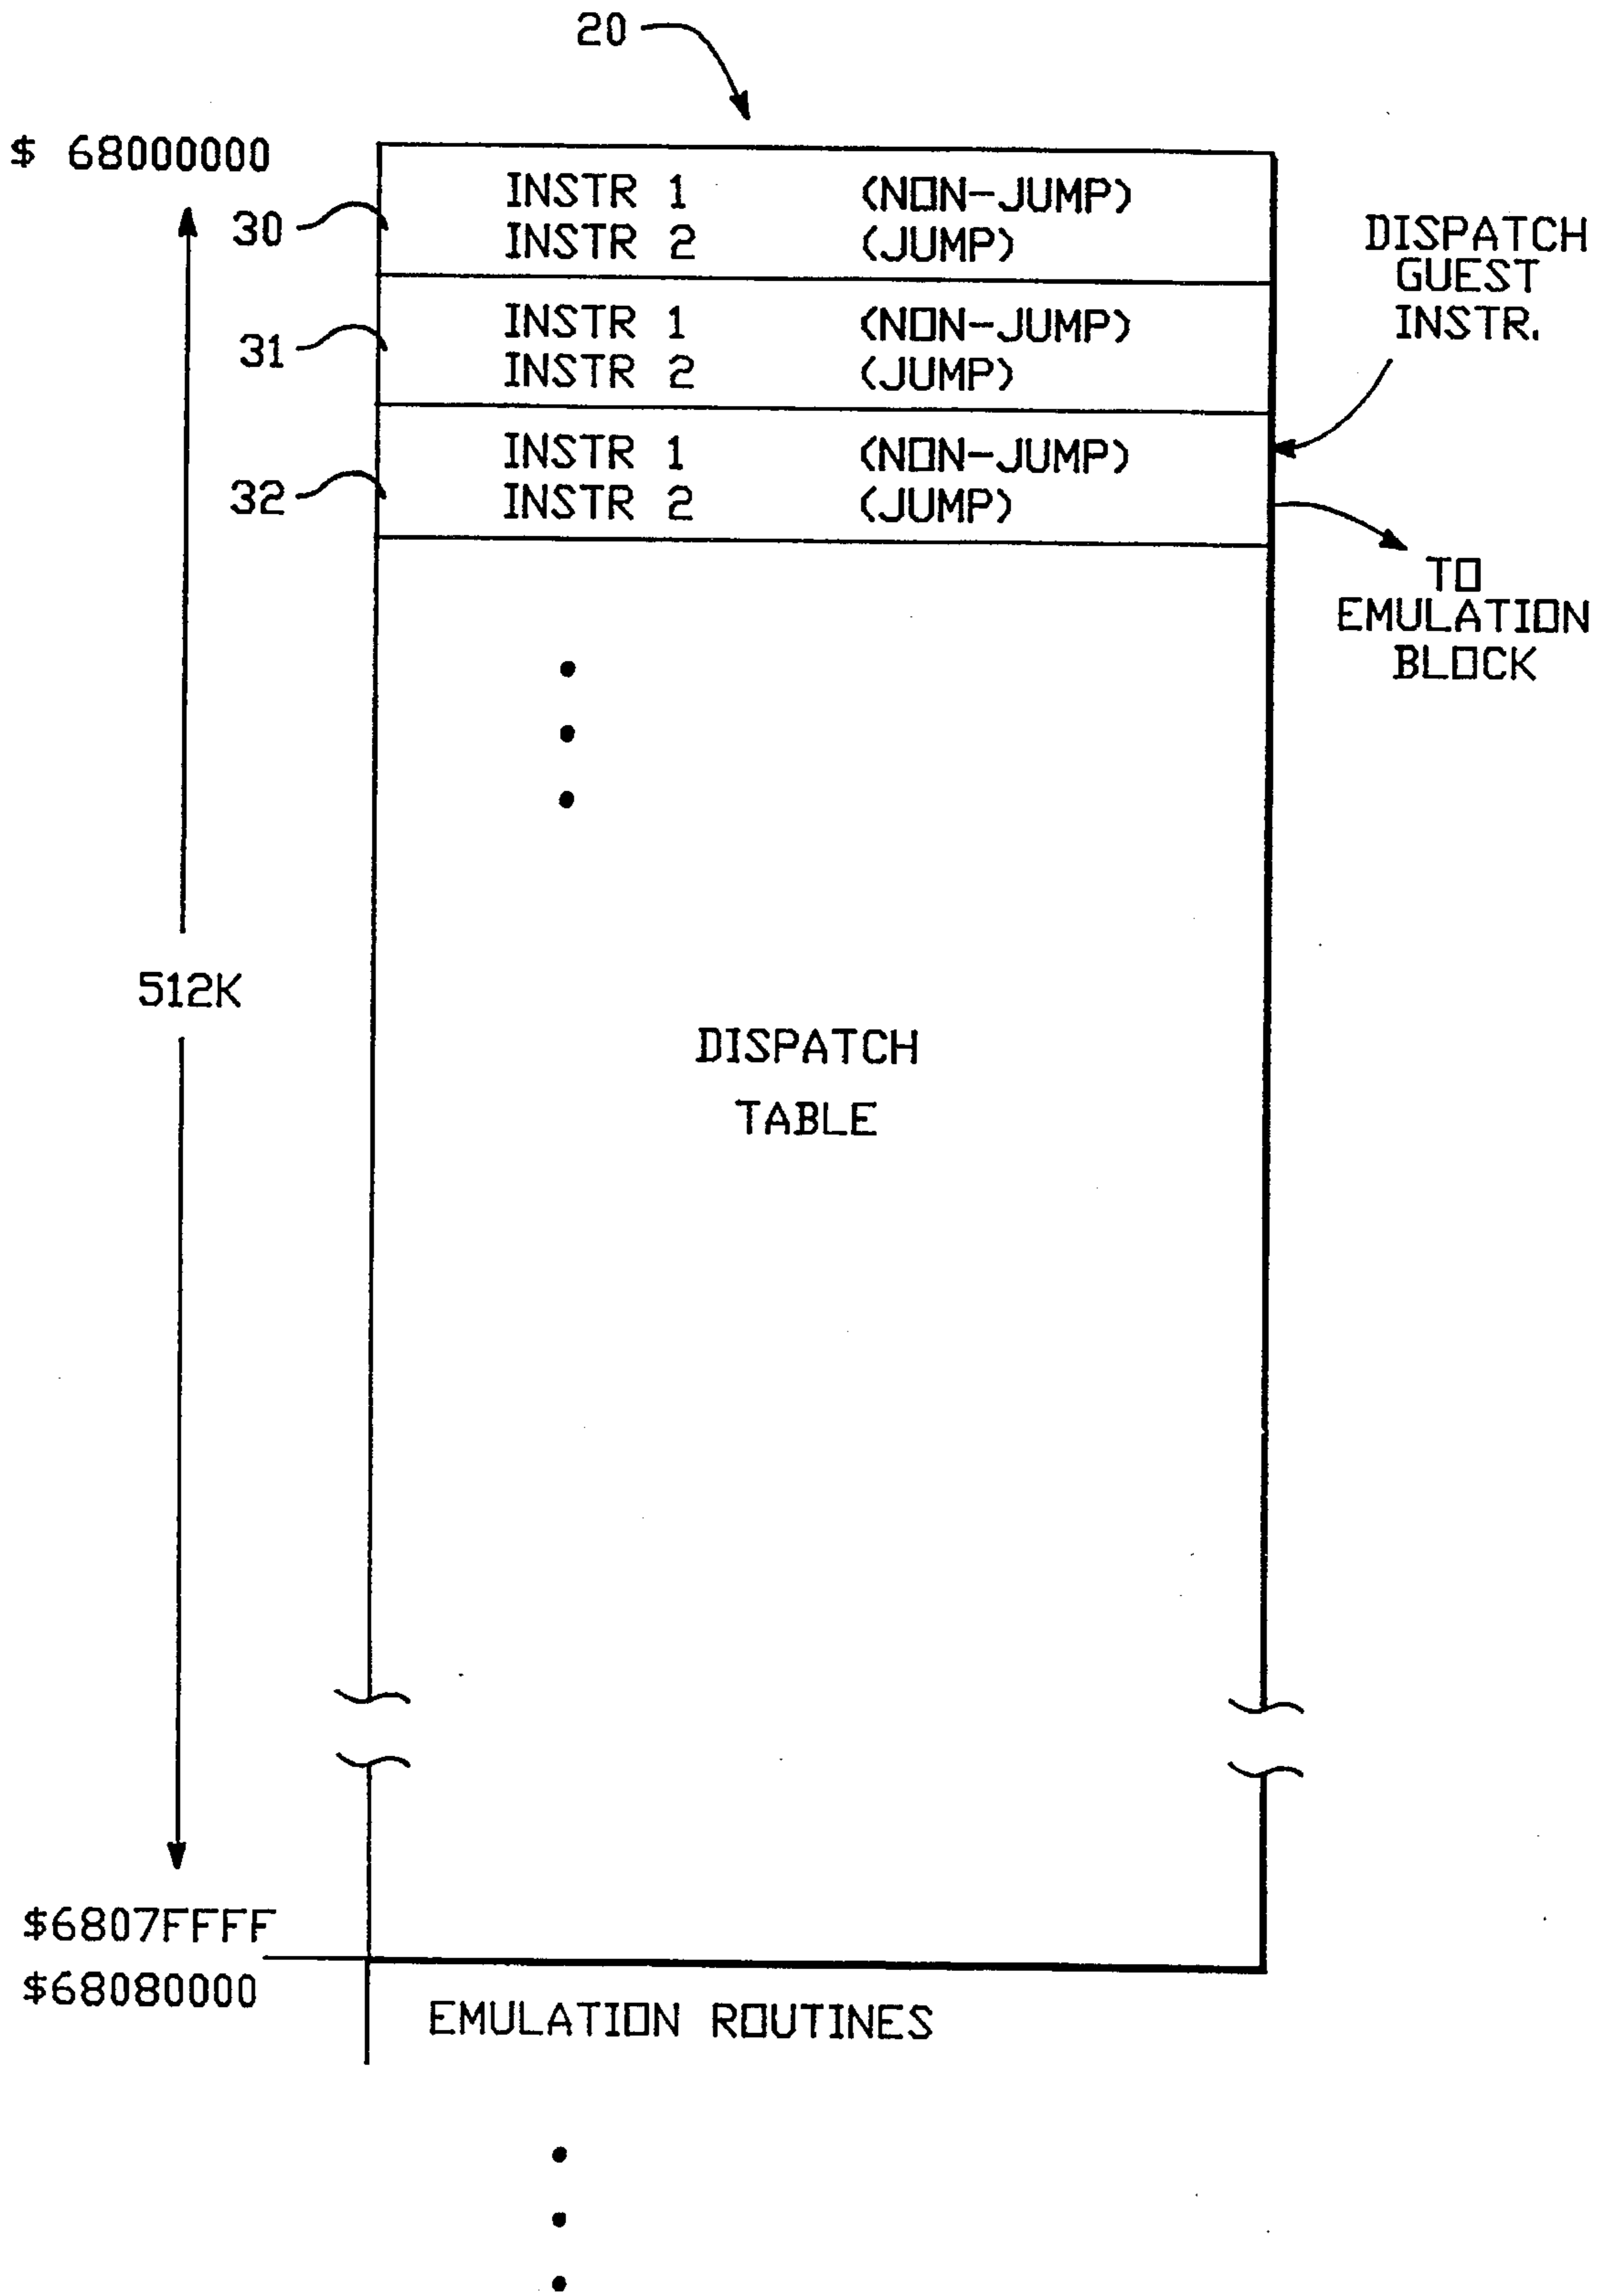 20
$ 68000000
INSTR 1 (NON-JUMP)
30
INSTR 2 (JUMP)
DISPATCH
GUEST
INSTR.
INSTR 1 (NON-JUMP)
31
INSTR 2 (JUMP)
INSTR 1 (NON-JUMP)
32
INSTR 2 (JUMP)
TO
EMULATION
BLOCK
512K
DISPATCH
TABLE
$6807FFFF
$68080000
EMULATION ROUTINES